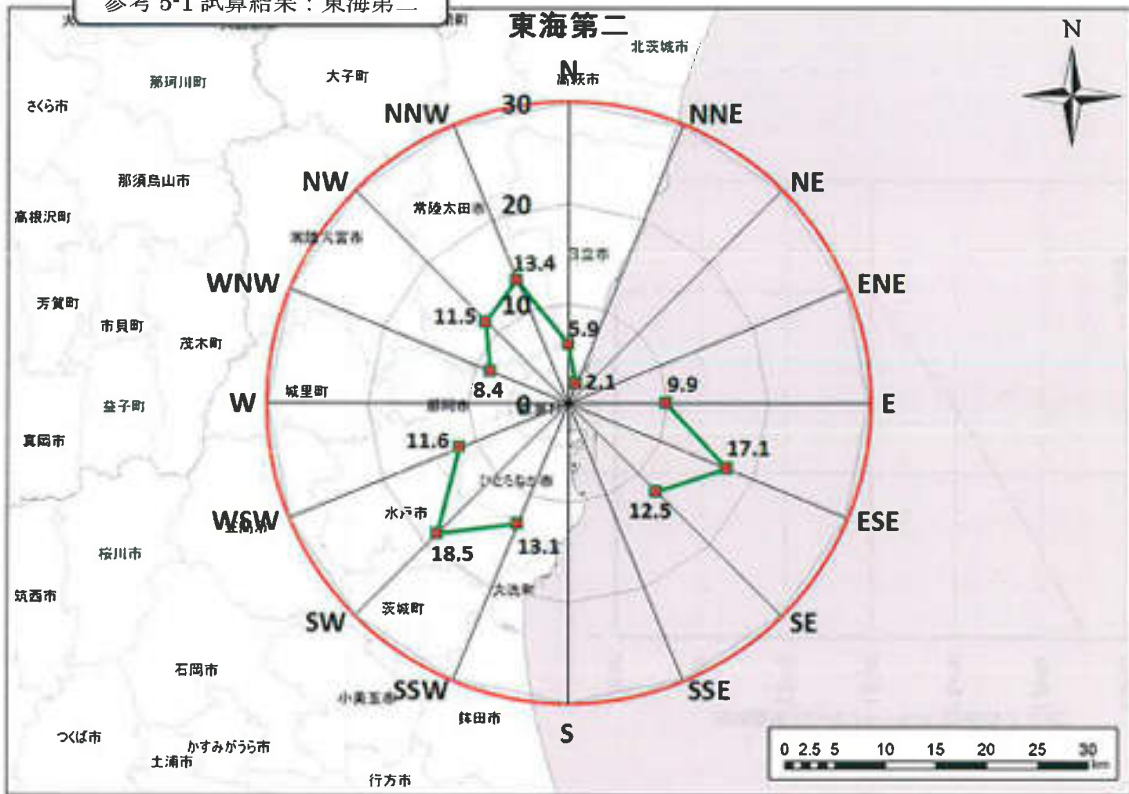 参考 5-1 試算結果：東海第二
東海第二
北茨城市
N
那珂川町
大子町
N
高萩市
さくら市
30
NNW
NNE
NW
NE
那須烏山市
20
常陸太田市
高根沢町
常陸大宮市
日立市
13.4
WNW
ENE
芳賀町
10
市貝町
11.5
5.9
茂木町
8.4
2.1
9.9
W
城里町
那珂市
0
E
益子町
真岡市
11.6
17.1
ひたちなか市
12.5
水戸市
WSW
ESE
桜川市
18.5
13.1
大洗町
筑西市
茨城町
SW
SE
石岡市
小美玉市
SSW
SSE
鉾田市
S
つくば市
かすみがうら市
土浦市
行方市
0 2.5 5 10 15 20 25 30
km